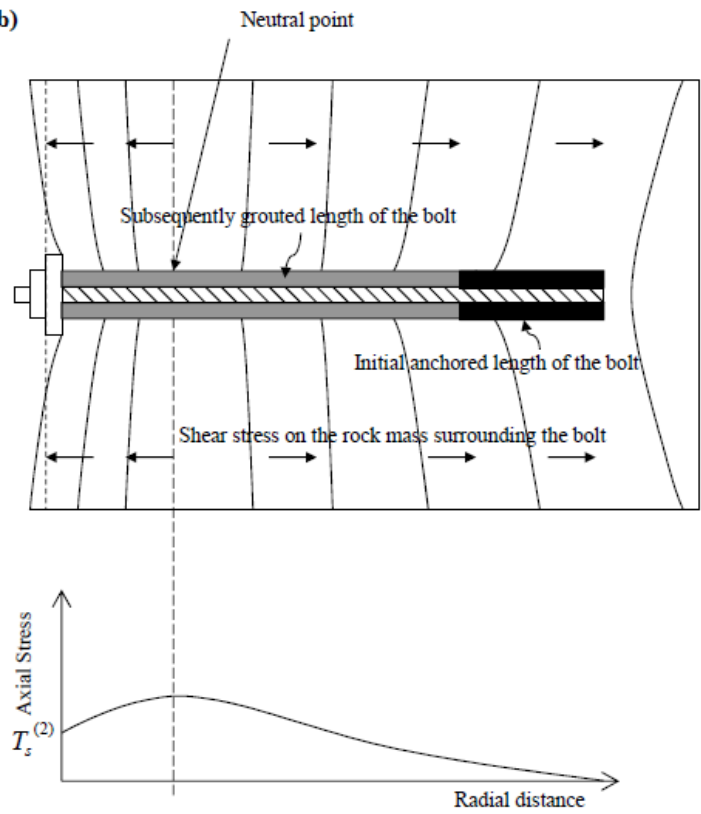 b)
Neutral point
Subsequently grouted length of the bolt
Initial anchored length of the bolt
Shear stress on the rock mass surrounding the bolt
Axial Stress
Ts(2)
Radial distance